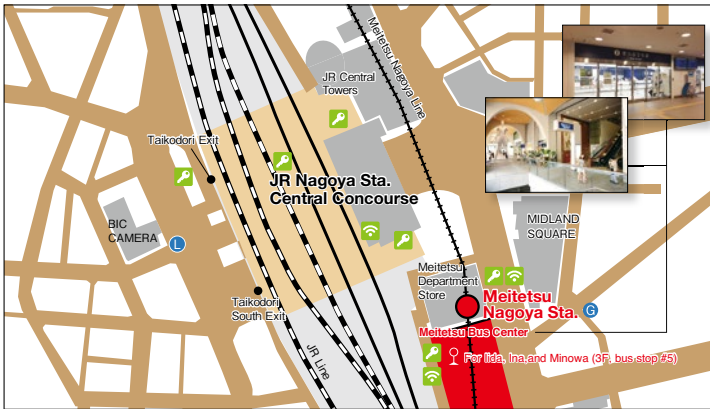 Meitetsu Nagoya Line
JR Central
Towers
Taikodori Exit
JR Nagoya Sta.
Central Concourse
BIC
CAMERA
L
MIDLAND
SQUARE
Meitetsu
Department
Store
Taikodori
South Exit
Meitetsu
Nagoya Sta.
G
Meitetsu Bus Center
JR Line
For Iida, Ina,and Minowa (3F, bus stop #5)